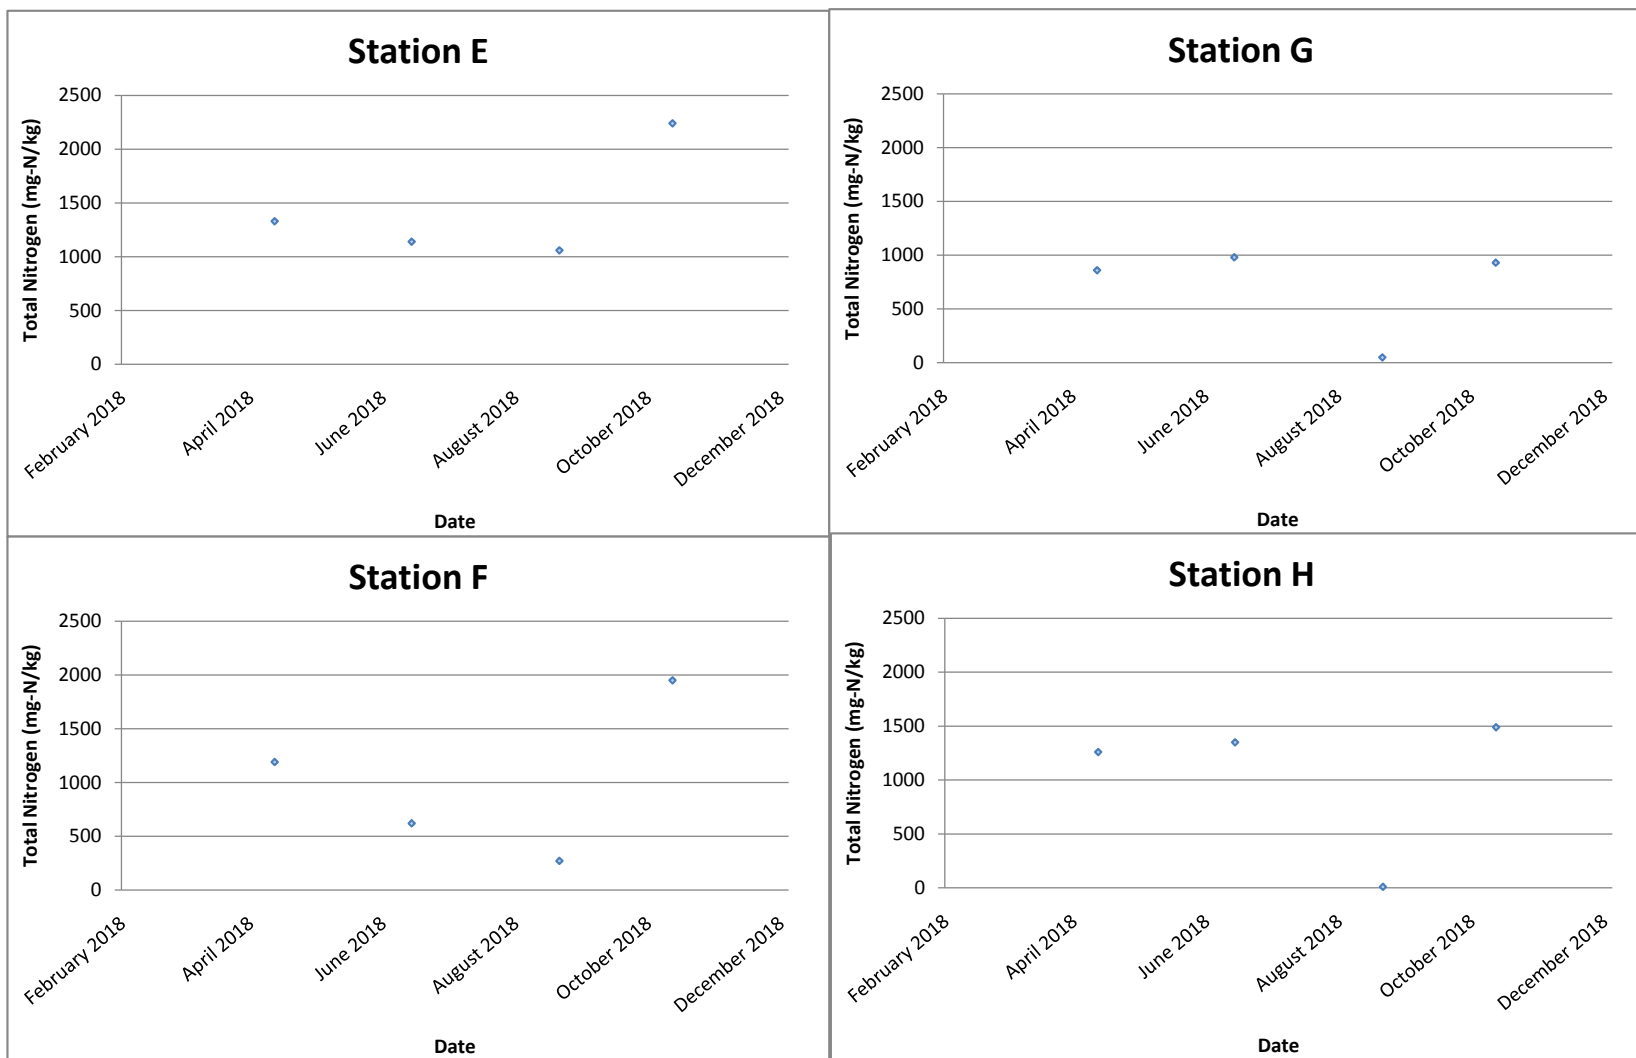 Station E
Total Nitrogen (mg-N/kg)
2500
2000
1500
1000
500
0
February 2018
April 2018
June 2018
August 2018
October 2018
December 2018
Date
Station G
Total Nitrogen (mg-N/kg)
2500
2000
1500
1000
500
0
February 2018
April 2018
June 2018
August 2018
October 2018
December 2018
Date
Station F
Total Nitrogen (mg-N/kg)
2500
2000
1500
1000
500
0
February 2018
April 2018
June 2018
August 2018
October 2018
December 2018
Date
Station H
Total Nitrogen (mg-N/kg)
2500
2000
1500
1000
500
0
February 2018
April 2018
June 2018
August 2018
October 2018
December 2018
Date